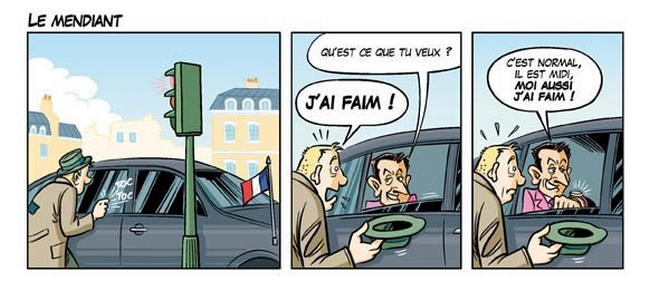 LE MENDIANT
TOC
TOC
QU'EST CE QUE TU VEUX ?
J'AI FAIM !
C'EST NORMAL,
IL EST MIDI,
MOI AUSSI
J'AI FAIM !